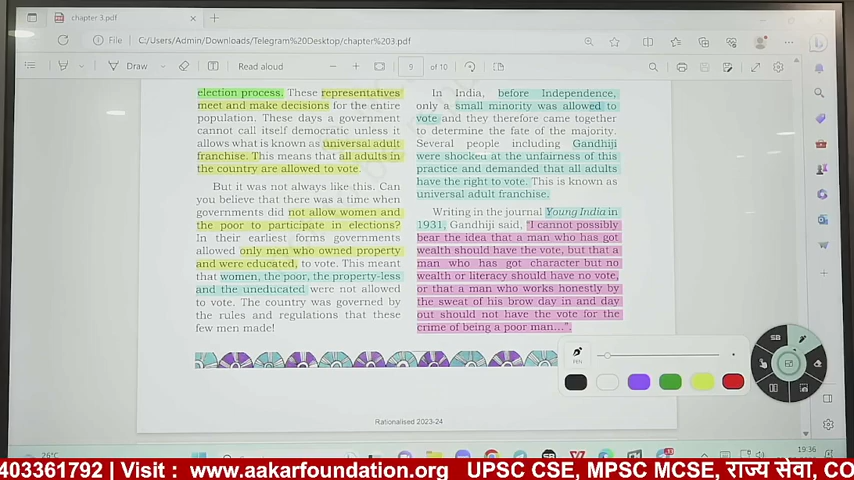 chapter 3.pdf
File
C:/Users/Admin/Downloads/Telegram%20Desktop/chapter%203.pdf
Draw
Read aloud
9
of 10
election process. These representatives
meet and make decisions for the entire
population. These days a government
cannot call itself democratic unless it
allows what is known as universal adult
franchise. This means that all adults in
the country are allowed to vote.
But it was not always like this. Can
you believe that there was a time when
governments did not allow women and
the poor to participate in elections?
In their earliest forms governments
allowed only men who owned property
and were educated, to vote. This meant
that women, the poor, the property-less
and the uneducated were not allowed
to vote. The country was governed by
the rules and regulations that these
few men made!
In India, before Independence,
only a small minority was allowed to
vote and they therefore came together
to determine the fate of the majority.
Several people including Gandhiji
were shocked at the unfairness of this
practice and demanded that all adults
have the right to vote. This is known as
universal adult franchise.
Writing in the journal Young India in
1931, Gandhiji said, “I cannot possibly
bear the idea that a man who has got
wealth should have the vote, but that a
man who has got character but no
wealth or literacy should have no vote,
or that a man who works honestly by
the sweat of his brow day in and day
out should not have the vote for the
crime of being a poor man…”.
PEN
SB
Rationalised 2023-24
26°C
19:36
403361792 | Visit : www.aakarfoundation.org UPSC CSE, MPSC MCSE, राज्य सेवा, CO